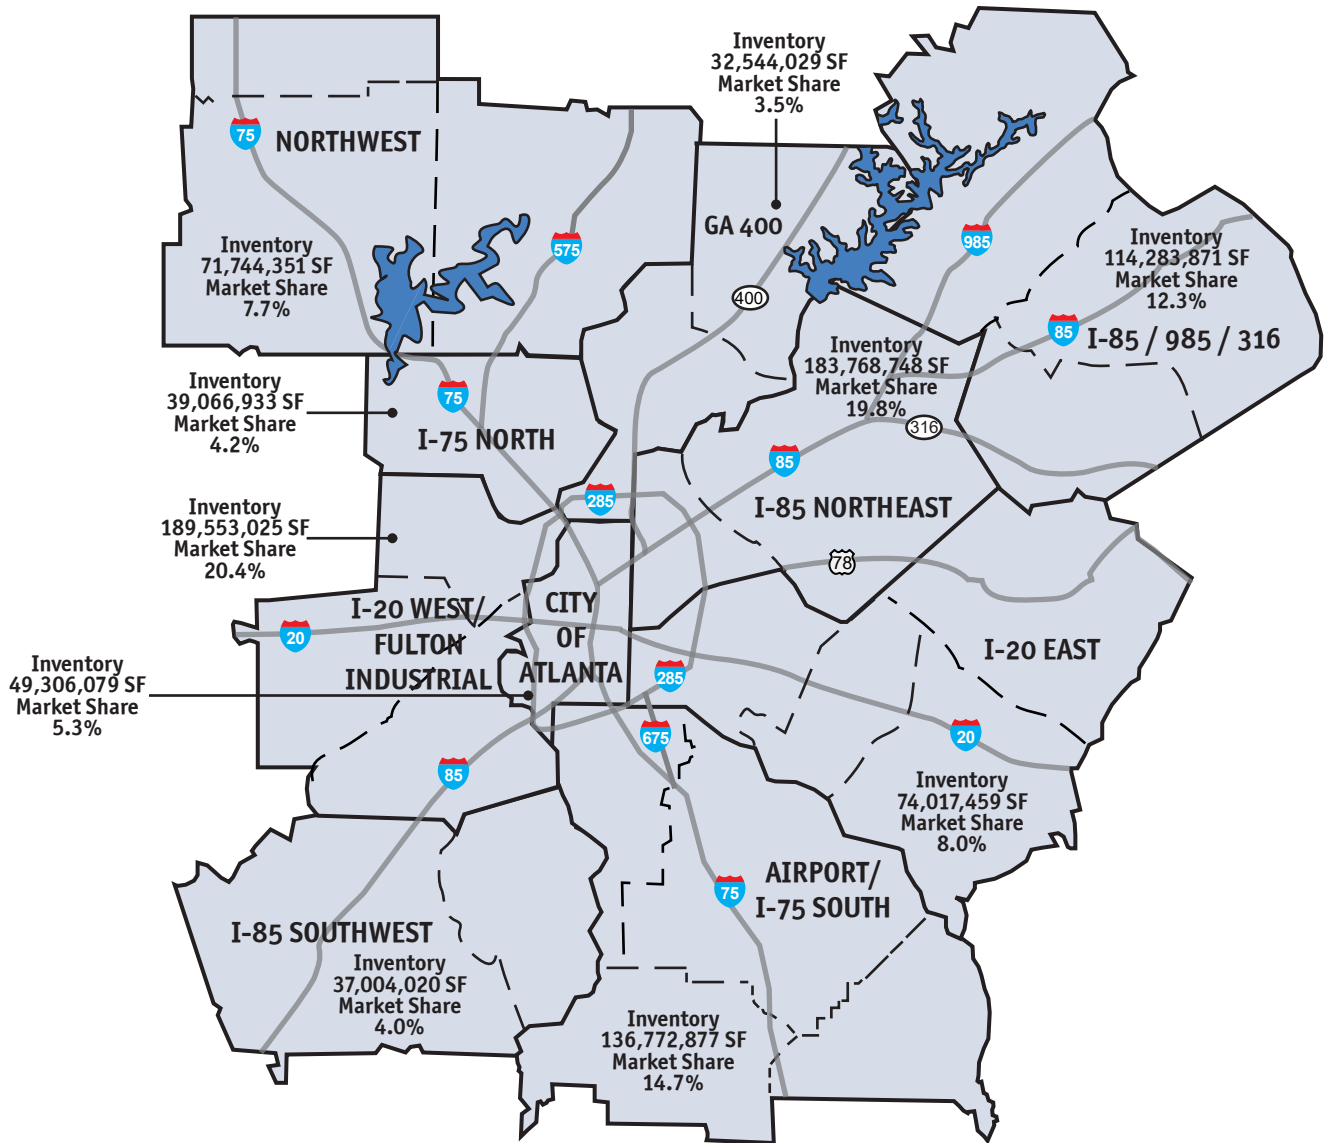 Inventory
32,544,029 SF
Market Share
3.5%
75
NORTHWEST
GA 400
575
985
Inventory
71,744,351 SF
Market Share
7.7%
Inventory
114,283,871 SF
Market Share
12.3%
400
85
I-85 / 985 / 316
Inventory
183,768,748 SF
Market Share
19.8%
Inventory
39,066,933 SF
Market Share
4.2%
75
I-75 NORTH
316
85
285
I-85 NORTHEAST
Inventory
189,553,025 SF
Market Share
20.4%
78
I-20 WEST/
FULTON
INDUSTRIAL
20
CITY
OF
ATLANTA
I-20 EAST
285
Inventory
49,306,079 SF
Market Share
5.3%
675
20
85
Inventory
74,017,459 SF
Market Share
8.0%
AIRPORT/
I-75 SOUTH
75
I-85 SOUTHWEST
Inventory
37,004,020 SF
Market Share
4.0%
Inventory
136,772,877 SF
Market Share
14.7%